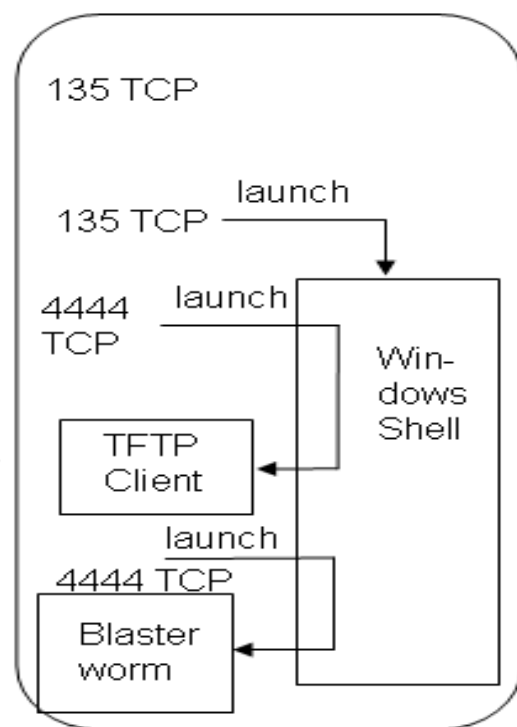 135 TCP
launch
135 TCP
launch
4444
TCP
Win-
dows
Shell
TFTP
Client
launch
4444 TCP
Blaster
worm